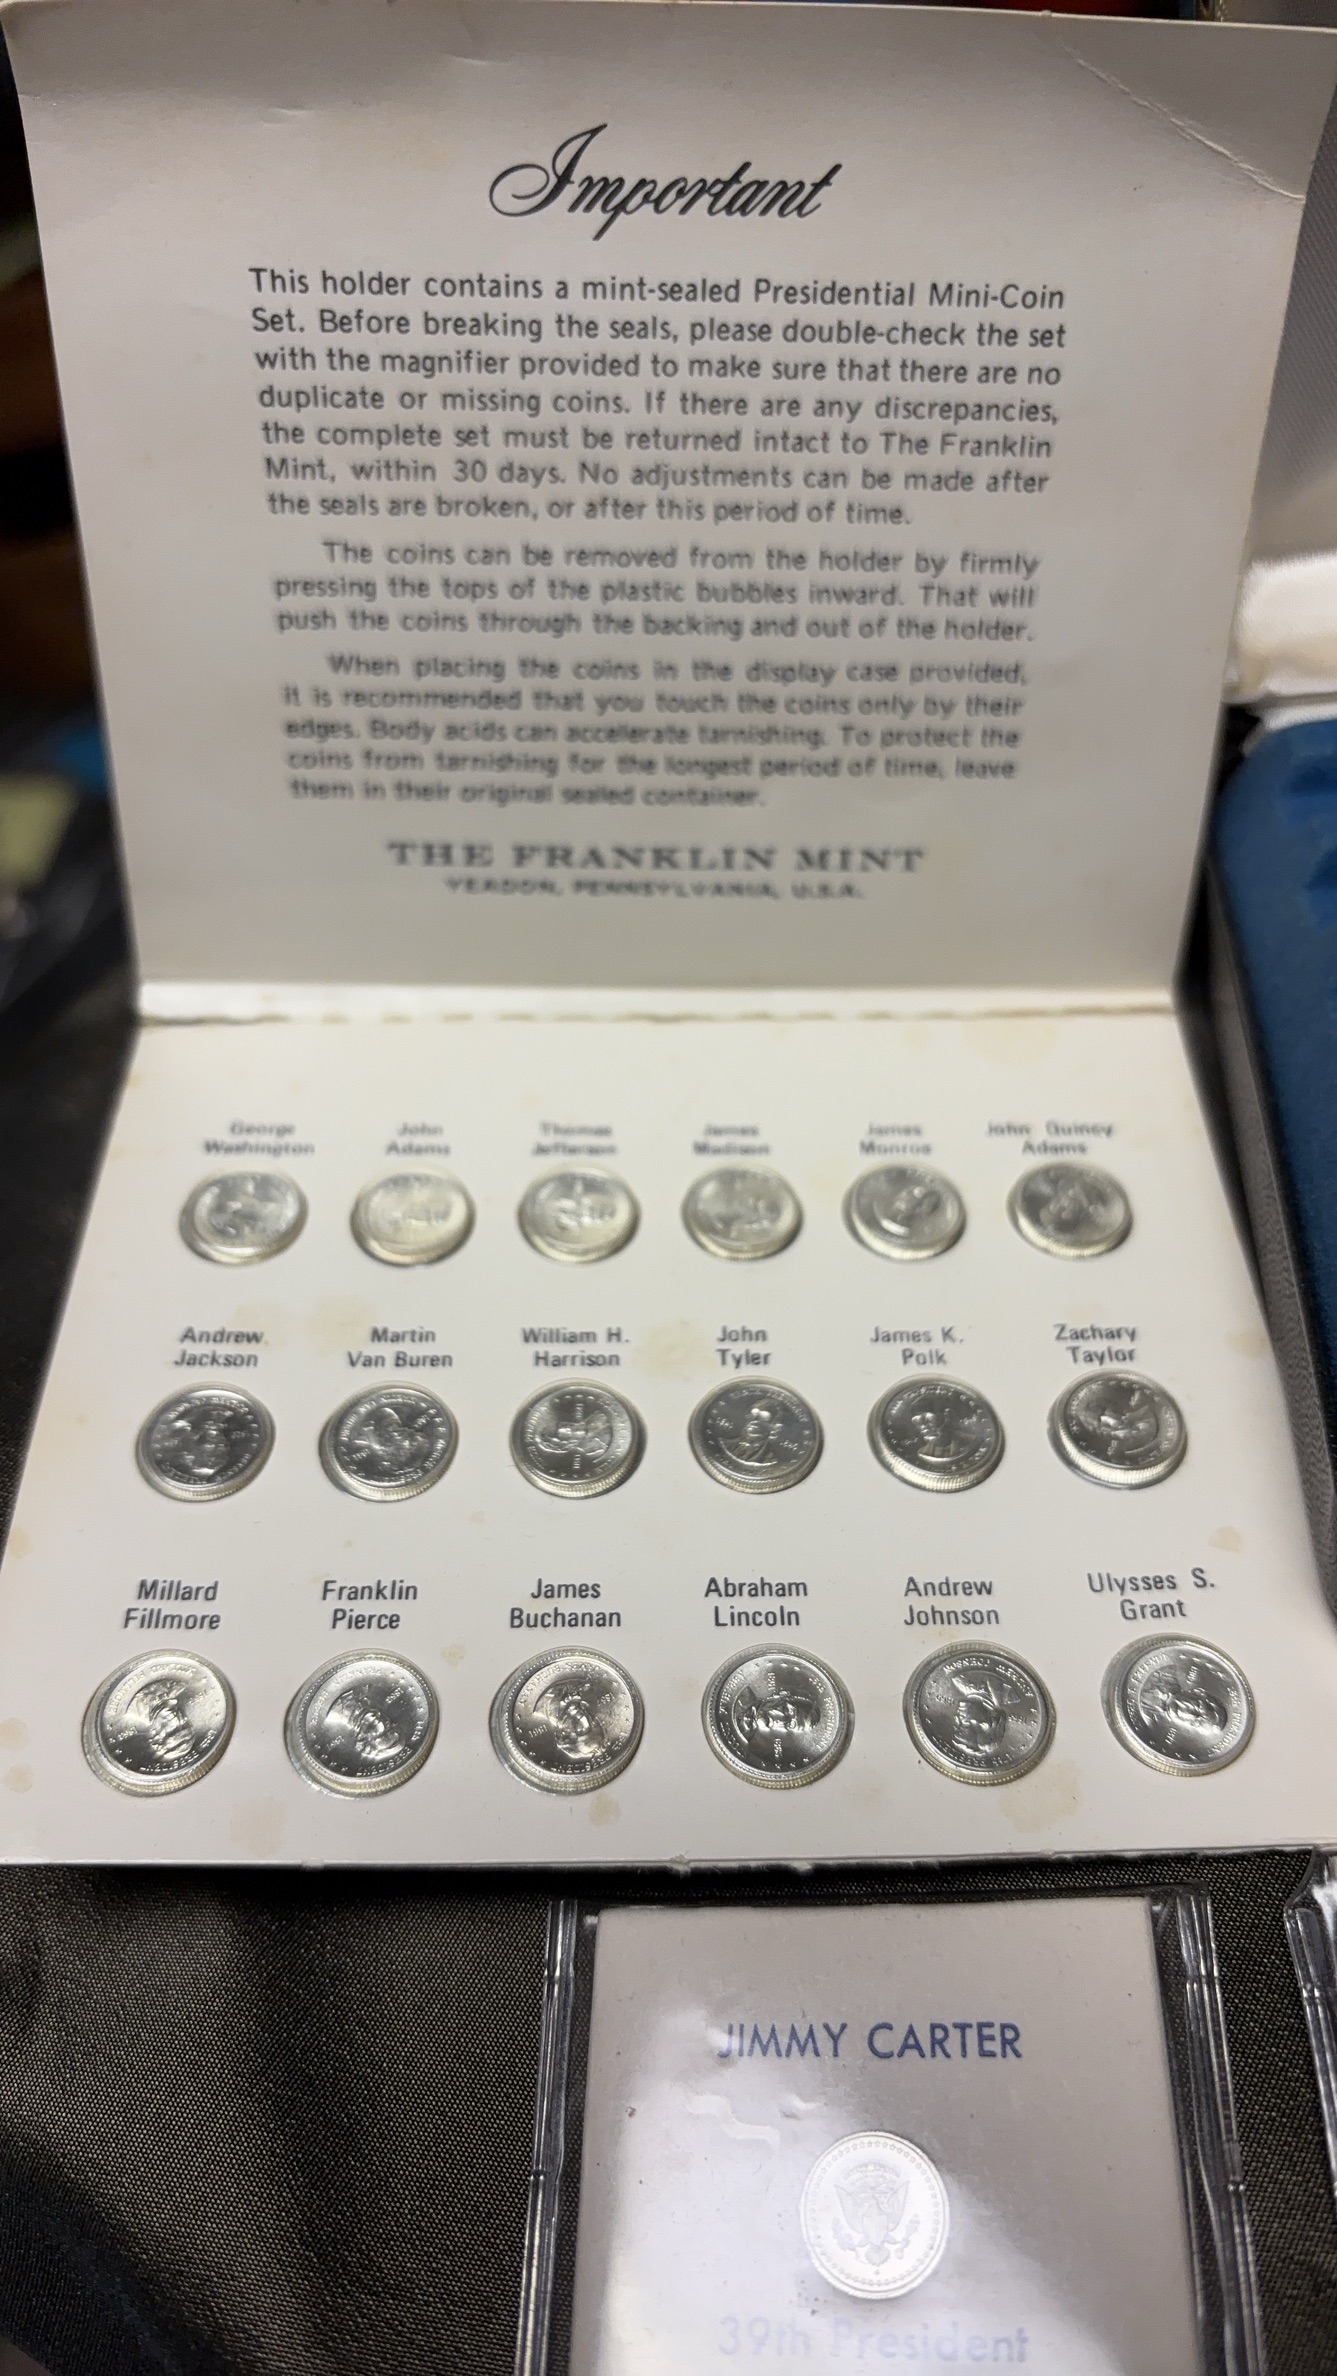 Important
This holder contains a mint-sealed Presidential Mini-Coin
Set. Before breaking the seals, please double-check the set
with the magnifier provided to make sure that there are no
duplicate or missing coins. If there are any discrepancies,
the complete set must be returned intact to The Franklin
Mint, within 30 days. No adjustments can be made after
the seals are broken, or after this period of time.
The coins can be removed from the holder by firmly
pressing the tops of the plastic bubbles inward. That will
push the coins through the backing and out of the holder.
When placing the coins in the display case provided,
it is recommended that you touch the coins only by their
edges. Body acids can accelerate tarnishing. To protect the
coins from tarnishing for the longest period of time, leave
them in their original sealed container.
THE FRANKLIN MINT
YEADON, PENNSYLVANIA, U.S.A.
George Washington
John Adams
Thomas Jefferson
James Madison
James Monroe
John Quincy Adams
Andrew Jackson
Martin Van Buren
William H. Harrison
John Tyler
James K. Polk
Zachary Taylor
Millard Fillmore
Franklin Pierce
James Buchanan
Abraham Lincoln
Andrew Johnson
Ulysses S. Grant
JIMMY CARTER
39th President